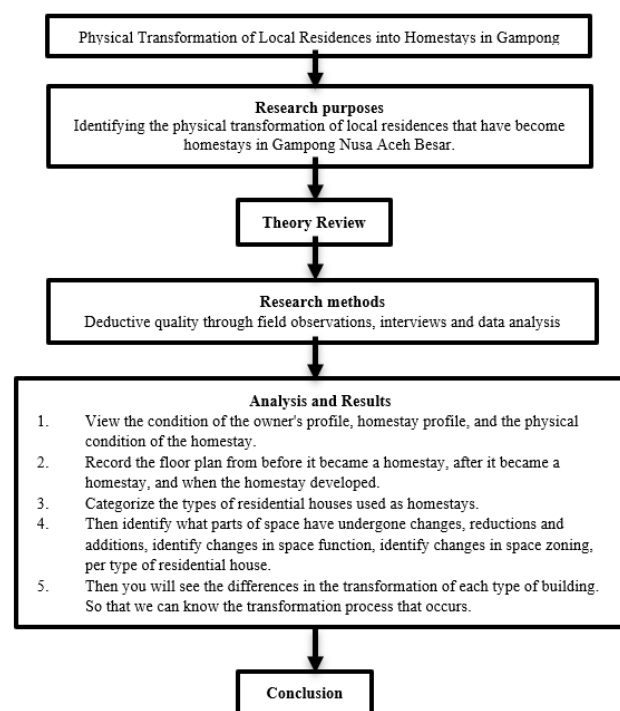 Physical Transformation of Local Residences into Homestays in Gampong
Research purposes
Identifying the physical transformation of local residences that have become
homestays in Gampong Nusa Aceh Besar.
Theory Review
Research methods
Deductive quality through field observations, interviews and data analysis
Analysis and Results
1. View the condition of the owner's profile, homestay profile, and the physical
condition of the homestay.
2. Record the floor plan from before it became a homestay, after it became a
homestay, and when the homestay developed.
3. Categorize the types of residential houses used as homestays.
4. Then identify what parts of space have undergone changes, reductions and
additions, identify changes in space function, identify changes in space zoning,
per type of residential house.
5. Then you will see the differences in the transformation of each type of building.
So that we can know the transformation process that occurs.
Conclusion